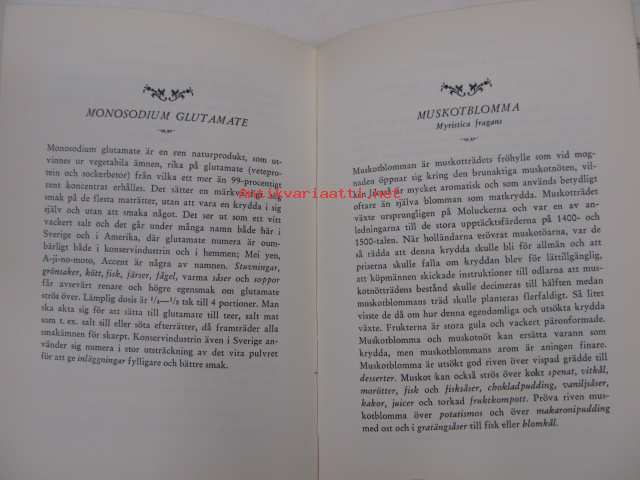 MONOSODIUM GLUTAMATE
Monosodium glutamate är en ren naturprodukt, som ut-
vinnes ur vegetabila ämnen, rika på glutamate (vetepro-
min och sockerbetor) från vilka ett mer än 99-procentigt
rent koncentrat erhålles. Det sätter en märkvärdig
smak på de flesta maträtter, utan att vara en krydda i sig
själv och utan att smaka något. Det ser ut som ett vitt
vackert salt och det går under många namn både här i
Sverige och i Amerika, där glutamate numera är oum-
bärligt både i konservindustrin och i hemmen; Mei yen,
A-ji-no-moto, Accent är några av namnen. Stuvningar,
grönsaker, kött, fisk, färser, fågel, varma såser och soppor
får avsevärt renare och högre egensmak om glutamate
strös över. Lämplig dosis är 1/4—1/2 tsk till 4 portioner. Man
ska akta sig för att sätta till glutamate till teer, salt mat
som t. ex. salt sill eller söta efterrätter, då framträder alla
smakämnen för skarpt. Konservindustrin även i Sverige an-
vänder sig numera i stor utsträckning av det vita pulvret
för att ge inläggningar fylligare och bättre smak.
MUSKOTBLOMMA
Myristica fragans
Muskotblomman är muskotträdets fröhylle som vid mog-
naden öppnar sig kring den brunaktiga muskotnöten, vil-
ken lika är mycket aromatisk och som används betydligt
oftare än själva blomman som matkrydda. Muskotträdet
växte ursprungligen på Moluckerna och var en av an-
ledningarna till de stora upptäcktsfärderna på 1400- och
1500-talen. När holländarna erövrat muskotöarna, var de
så rädda att denna krydda skulle bli för allmän och att
priserna skulle falla om kryddan blev för lättillgänglig,
att köpmännen skickade instruktioner till odlarna att musk-
otnötträdens bestånd skulle decimeras till hälften medan
muskotblommans träd skulle planteras flerfaldigt. Så litet
visste de då om hur denna egendomliga och utsökta krydda
växte. Frukterna är stora gula och vackert päronformade.
Muskotblomma och muskotnöt kan ersätta varann som
krydda, men muskotblommans arom är aningen finare.
Muskotblomma är utsökt god riven över vispad grädde till
desserter. Muskot kan också strös över kokt spenat, vitkål,
morötter, fisk och fisksåser, chokladpudding, vaniljsåser,
kakor, juicer och torkad fruktkompott. Pröva riven mus-
kotblomma över potatismos och över makaronipudding
med ost och i gratängsåser till fisk eller blomkål.
antikvariaatti.net